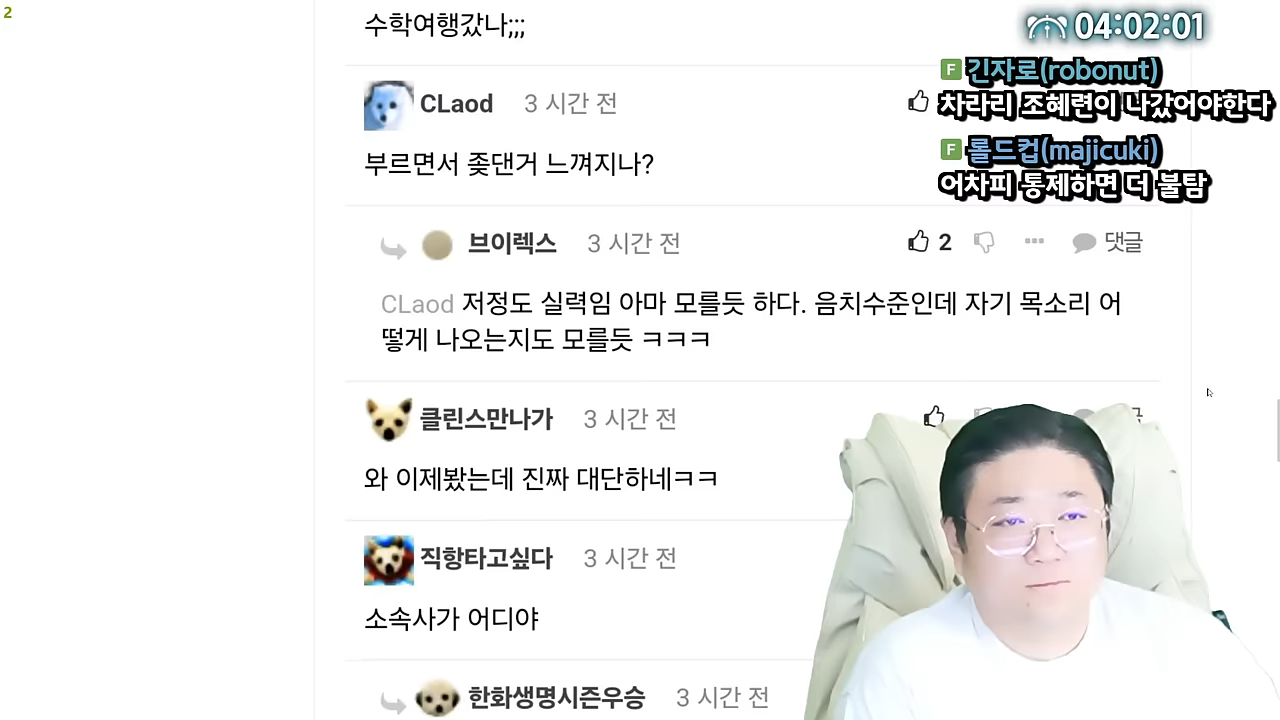 2
수학여행갔나;;;
04:02:01
CLaod 3 시간 전
F 긴자로(robonut)
차라리 조혜련이 나갔어야한다
F 롤드컵(majicuki)
어차피 통제하면 더 불탐
부르면서 좆댄거 느껴지나?
브이렉스 3 시간 전 2 댓글
CLaod 저정도 실력임 아마 모를듯 하다. 음치수준인데 자기 목소리 어
떻게 나오는지도 모를듯 ㅋㅋㅋ
클린스만나가 3 시간 전
와 이제봤는데 진짜 대단하네ㅋㅋ
직항타고싶다 3 시간 전
소속사가 어디야
한화생명시즌우승 3 시간 전